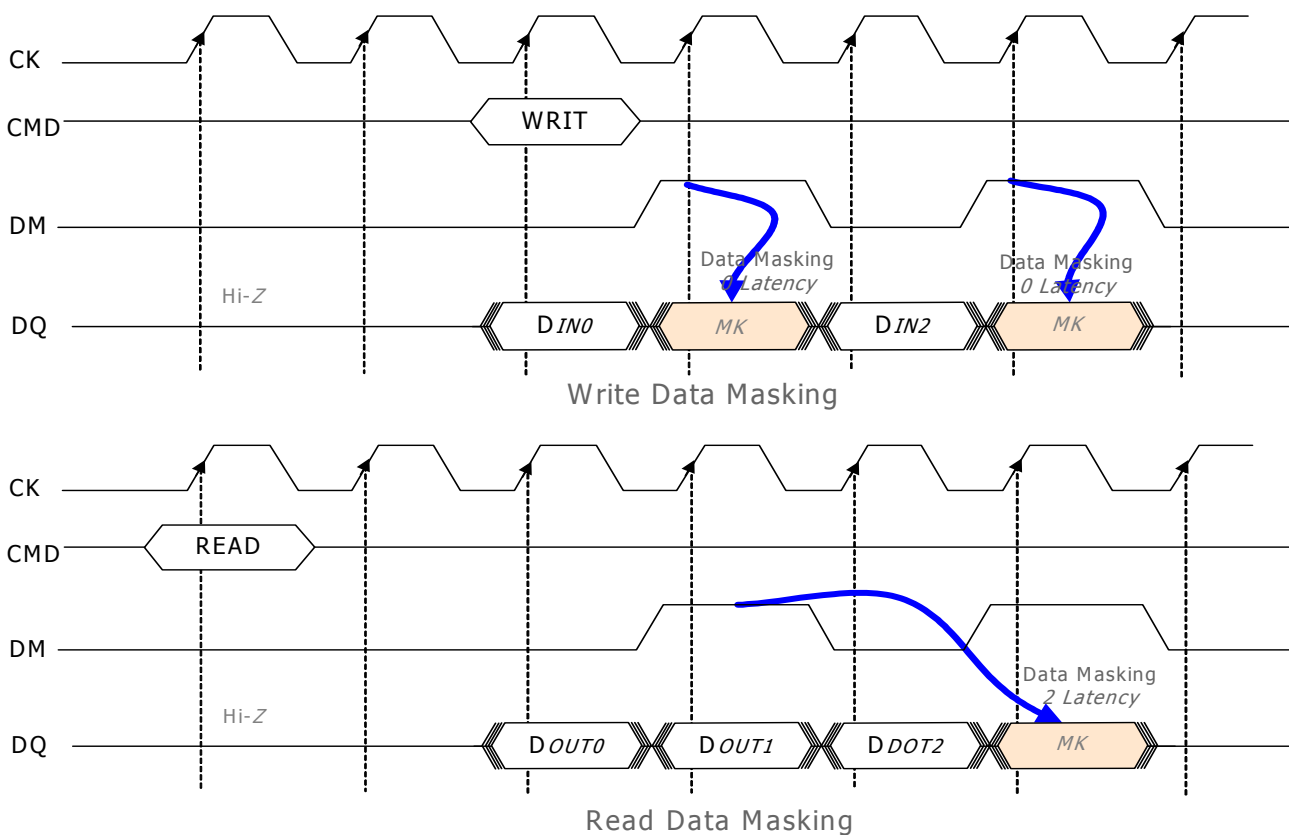 CK
CMD
WRIT
DM
Data Masking
0 Latency
Data Masking
0 Latency
Hi-Z
DQ
DIN0
MK
DIN2
MK
Write Data Masking
CK
CMD
READ
DM
Data Masking
2 Latency
Hi-Z
DQ
DOUT0
DOUT1
DDOT2
MK
Read Data Masking